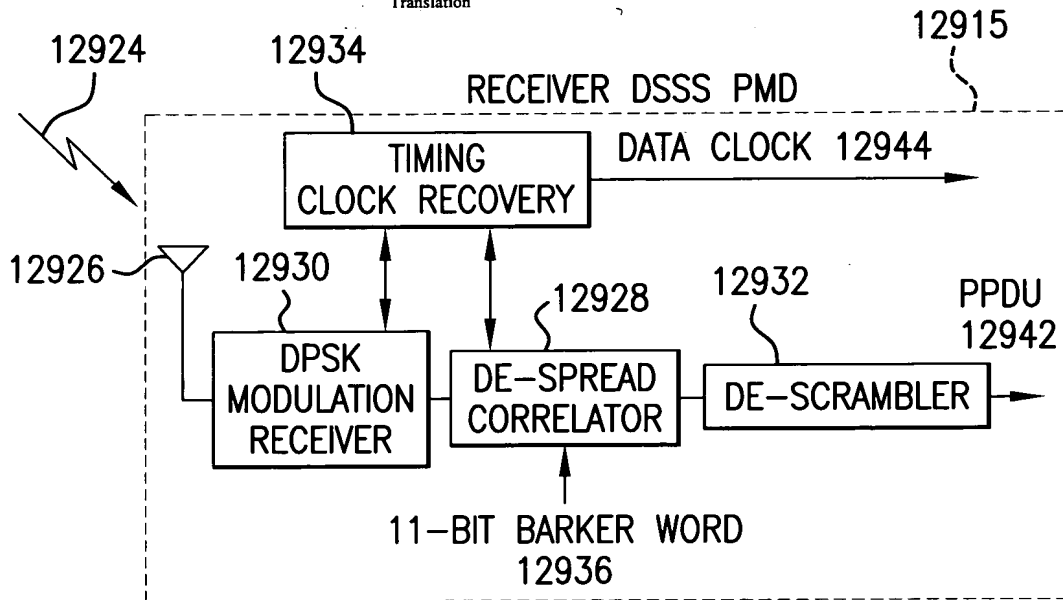 Translation
12924
12934
12915
RECEIVER DSSS PMD
TIMING
CLOCK RECOVERY
DATA CLOCK 12944
12926
12930
12928
12932
PPDU
12942
DPSK
MODULATION
RECEIVER
DE-SPREAD
CORRELATOR
DE-SCRAMBLER
11-BIT BARKER WORD
12936